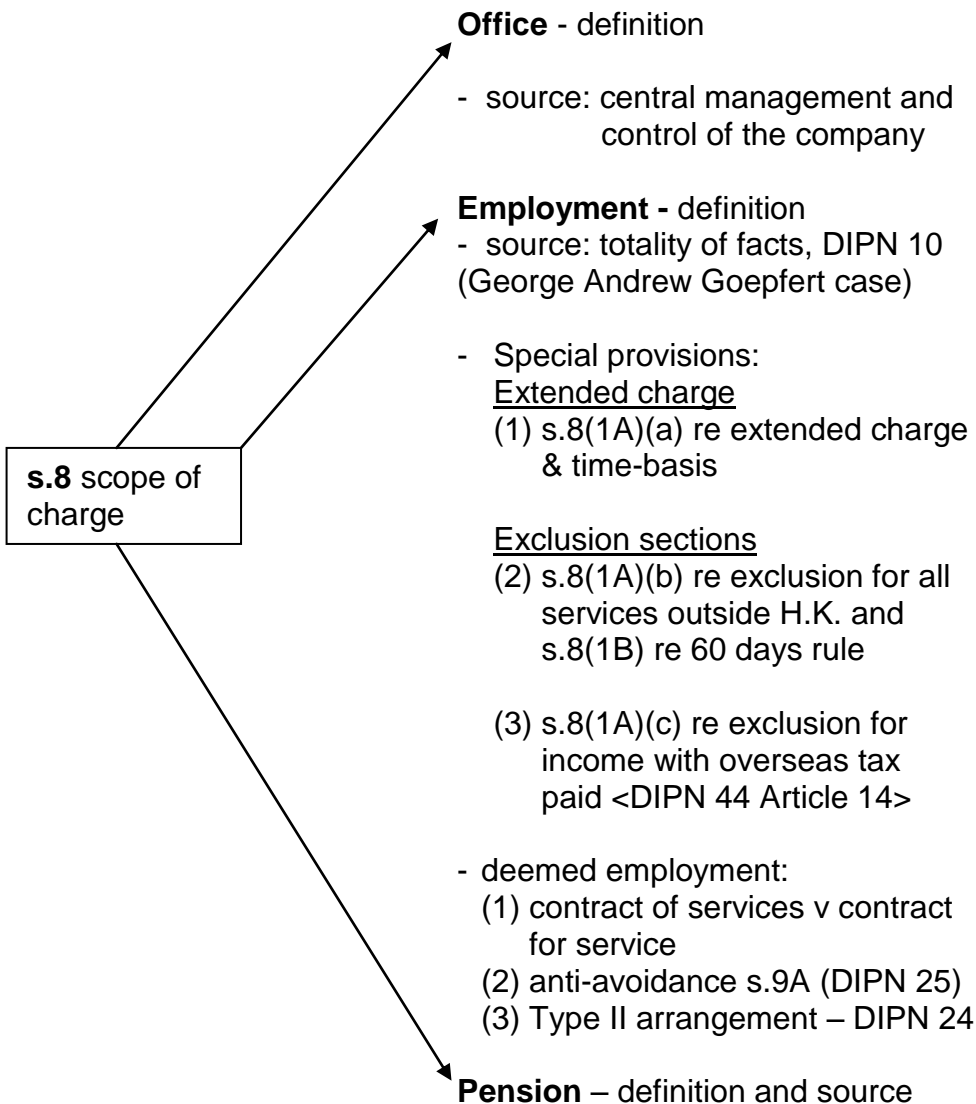 Office - definition
- source: central management and
control of the company
Employment - definition
- source: totality of facts, DIPN 10
(George Andrew Goepfert case)
- Special provisions:
Extended charge
(1) s.8(1A)(a) re extended charge
& time-basis
s.8 scope of
charge
Exclusion sections
(2) s.8(1A)(b) re exclusion for all
services outside H.K. and
s.8(1B) re 60 days rule
(3) s.8(1A)(c) re exclusion for
income with overseas tax
paid <DIPN 44 Article 14>
- deemed employment:
(1) contract of services v contract
for service
(2) anti-avoidance s.9A (DIPN 25)
(3) Type II arrangement – DIPN 24
Pension – definition and source